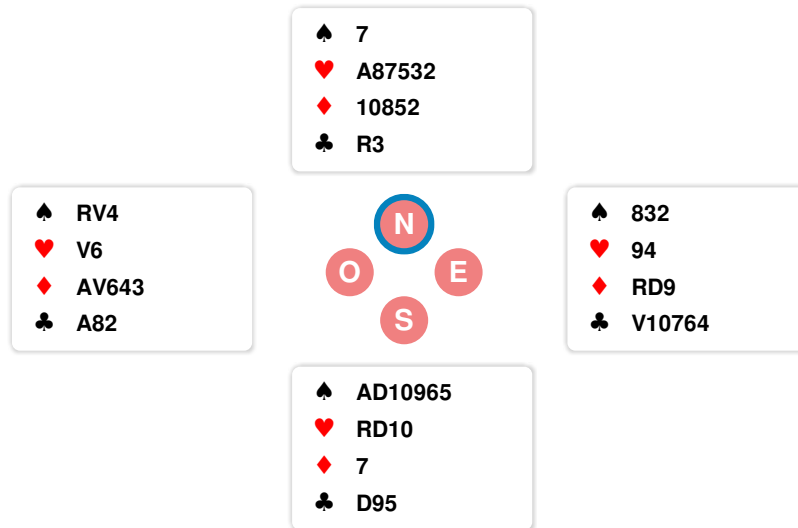 ♠ 7
♥ A87532
♦ 10852
♣ R3
♠ RV4
♥ V6
♦ AV643
♣ A82
N
O
E
S
♠ 832
♥ 94
♦ RD9
♣ V10764
♠ AD10965
♥ RD10
♦ 7
♣ D95